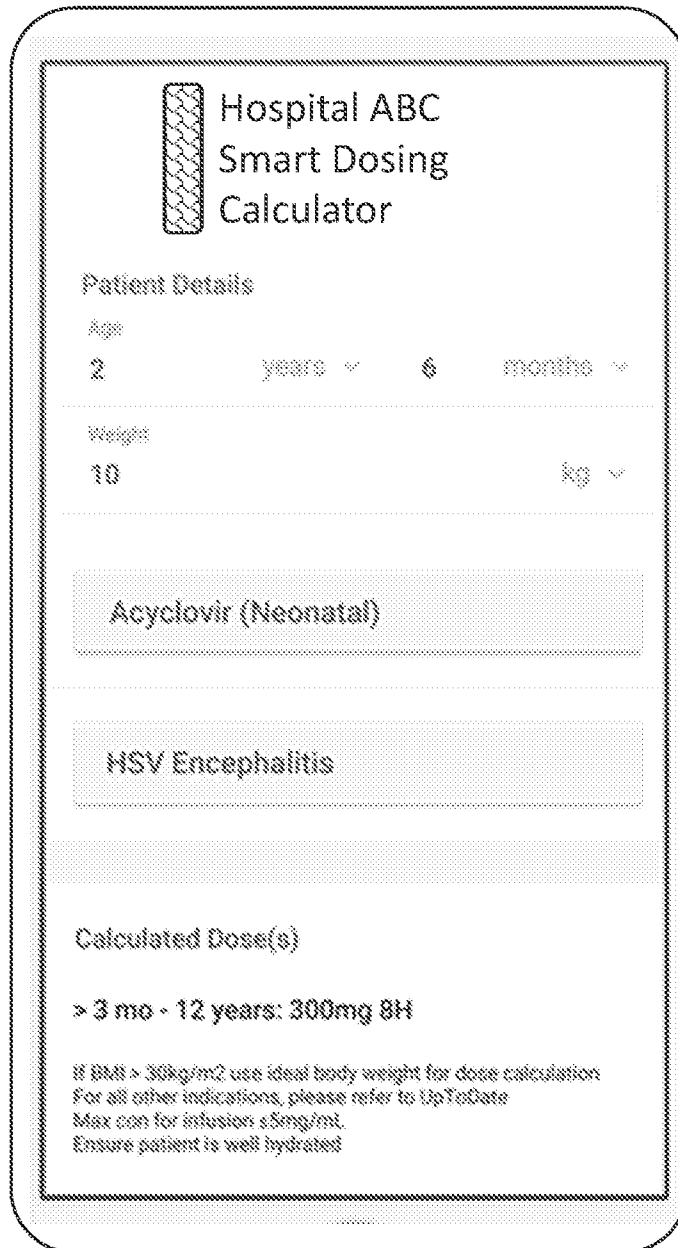 Hospital ABC
Smart Dosing
Calculator
Patient Details
Age
2 years 6 months
Weight
10 kg
Acyclovir (Neonatal)
HSV Encephalitis
Calculated Dose(s)
> 3 mo - 12 years: 300mg 8H
If BMI > 30kg/m2 use ideal body weight for dose calculation
For all other indications, please refer to UpToDate
Max con for infusion ≤5mg/mL
Ensure patient is well hydrated